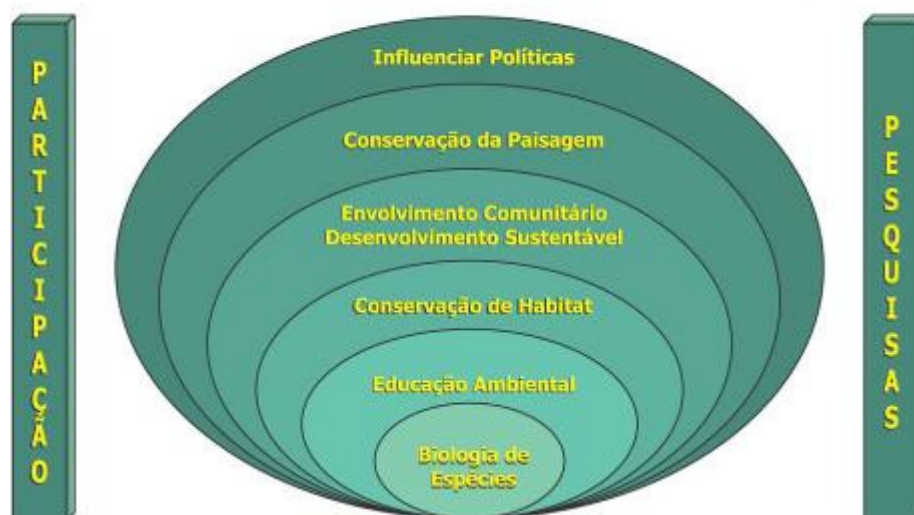 PARTICIPAÇÃO
Influenciar Políticas
Conservação da Paisagem
Envolvimento Comunitário
Desenvolvimento Sustentável
Conservação de Habitat
Educação Ambiental
Biologia de
Espécies
PESQUISAS